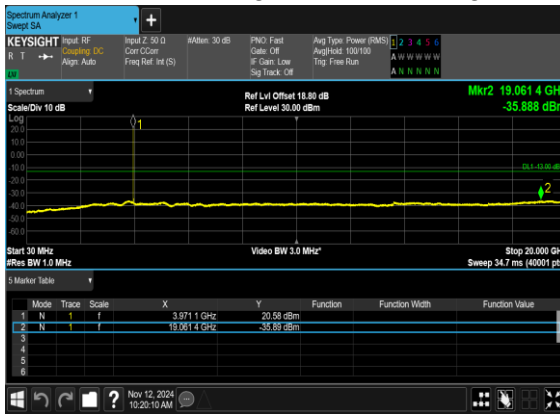 Spectrum Analyzer 1
Swept SA
+
KEYSIGHT Input: RF Input Z: 50 Ω #Atten: 30 dB PNO: Fast Avg Type: Power (RMS) 1 2 3 4 5 6
R T Coupling: DC Corr CCorr Gate: Off Avg|Hold: 100/100 A W W W W W
Align: Auto Freq Ref: Int (S) IF Gain: Low Trig: Free Run
Sig Track: Off A N N N N N
1 Spectrum Ref Lvl Offset 18.80 dB Mkr2 19.061 4 GH
Scale/Div 10 dB Ref Level 30.00 dBm -35.888 dBr
Log
20.0
10.0
0.00
-10.0
-20.0
-30.0
-40.0
-50.0
-60.0
1
DL1 -13.00 dB
2
Start 30 MHz Video BW 3.0 MHz* Stop 20.000 GH
#Res BW 1.0 MHz Sweep 34.7 ms (40001 pt
5 Marker Table
Mode Trace Scale X Y Function Function Width Function Value
1 N 1 f 3.971 1 GHz 20.58 dBm
2 N 1 f 19.061 4 GHz -35.89 dBm
3
4
5
6
? Nov 12, 2024
10:20:10 AM